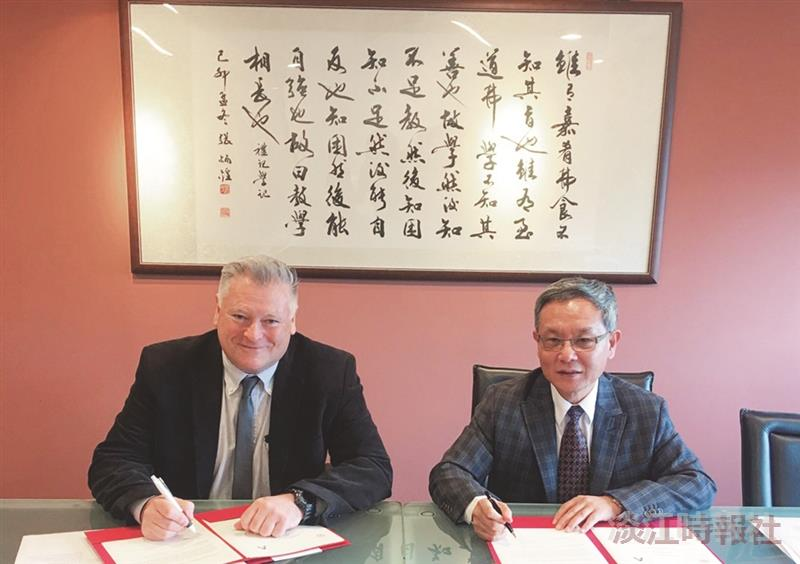 雖有嘉肴弗食不
知其旨也雖有至
道弗學不知其
善也故學然後知
不足教然後知困
知不足然後能自
反也知困然後能
自強也故曰教學
相長也 禮記學記
己卯孟冬 張炳煌
淡江時報社